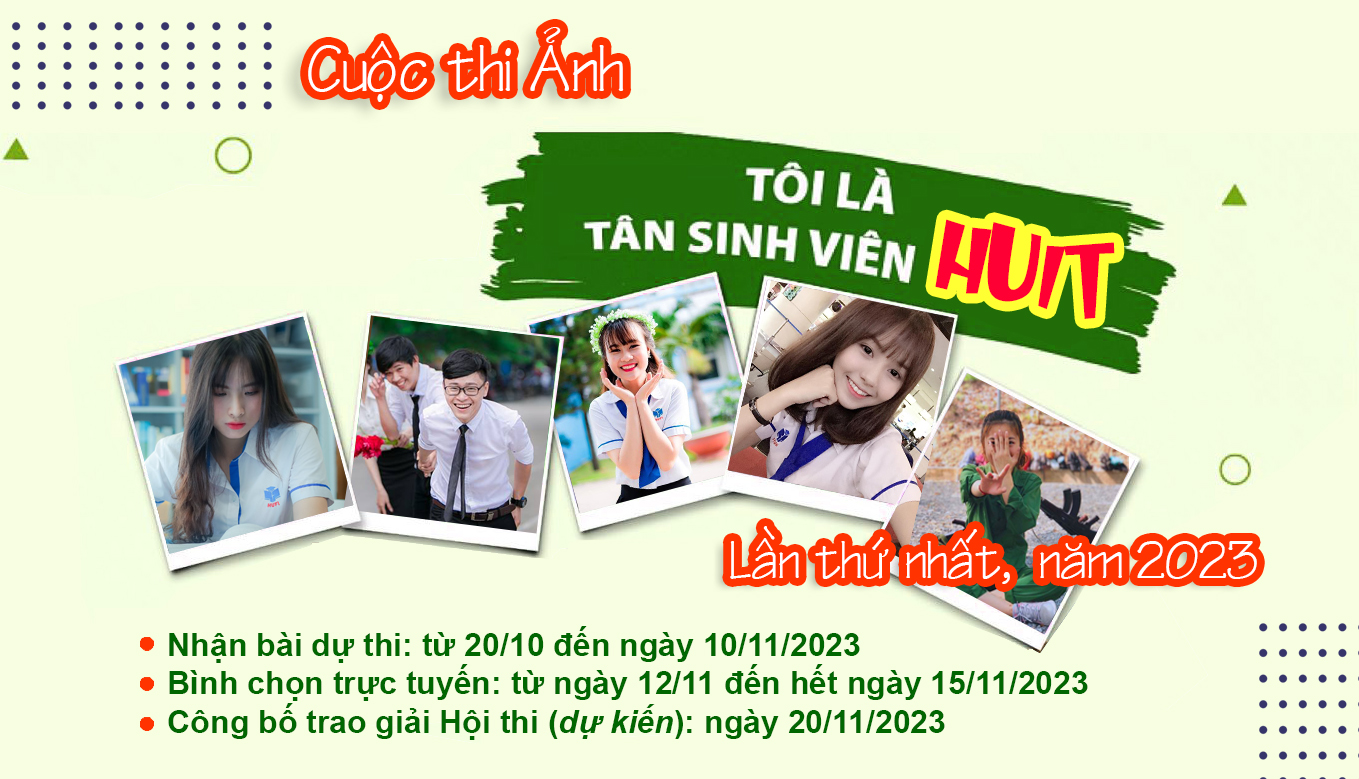 Cuộc thi Ảnh
TÔI LÀ
TÂN SINH VIÊN HUIT
Lần thứ nhất, năm 2023
Nhận bài dự thi: từ 20/10 đến ngày 10/11/2023
Bình chọn trực tuyến: từ ngày 12/11 đến hết ngày 15/11/2023
Công bố trao giải Hội thi (dự kiến): ngày 20/11/2023